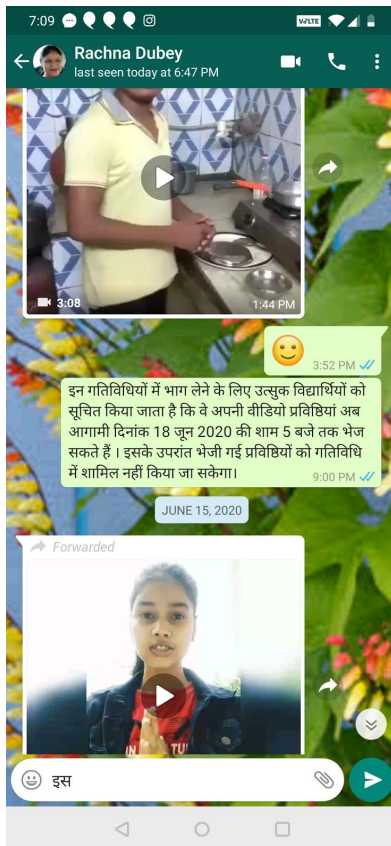 7:09
VoLTE
Rachna Dubey
last seen today at 6:47 PM
3:08
1:44 PM
3:52 PM
इन गतिविधियों में भाग लेने के लिए उत्सुक विद्यार्थियों को
सूचित किया जाता है कि वे अपनी वीडियो प्रविष्ठियां अब
आगामी दिनांक 18 जून 2020 की शाम 5 बजे तक भेज
सकते हैं । इसके उपरांत भेजी गई प्रविष्ठियों को गतिविधि
में शामिल नहीं किया जा सकेगा।
9:00 PM
JUNE 15, 2020
Forwarded
इस